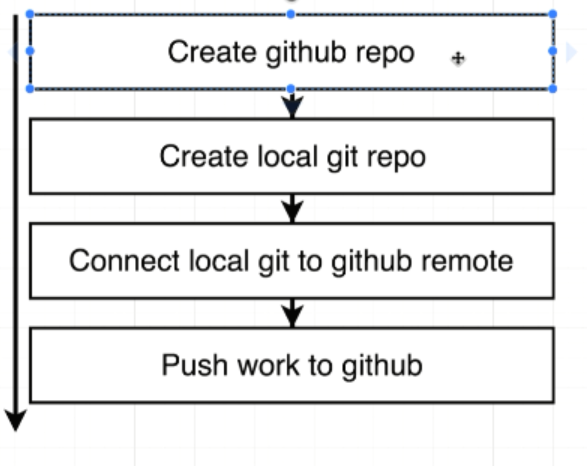 Create github repo
Create local git repo
Connect local git to github remote
Push work to github